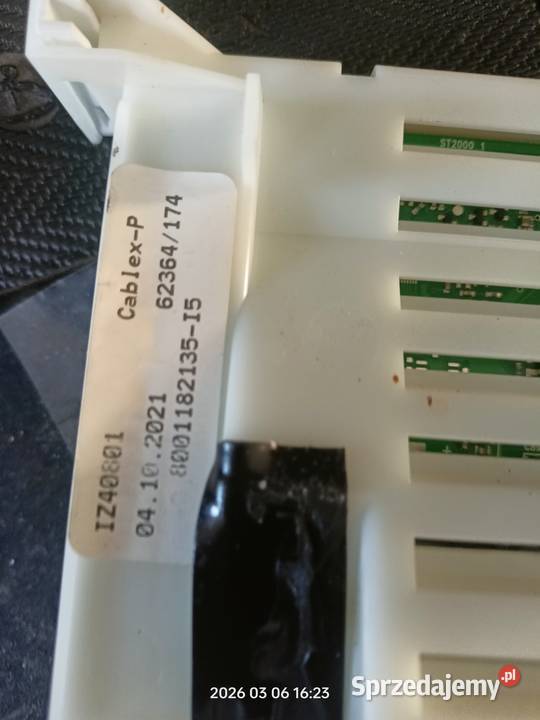 ST2000 1
Cablex-P
62364/174
IZ40801
04.10.2021
8001182135-I5
2026 03 06 16:23
Sprzedajemy.pl